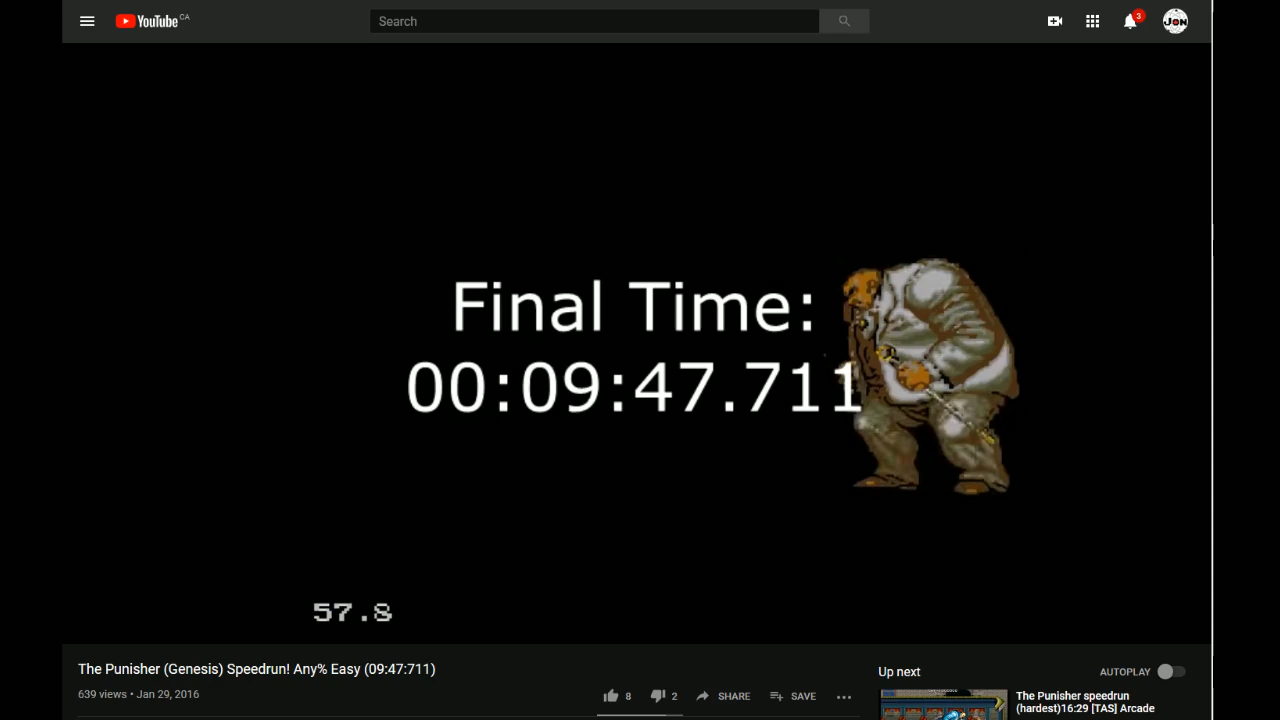 YouTube CA
Search
3
JON
Final Time:
00:09:47.711
57.8
The Punisher (Genesis) Speedrun! Any% Easy (09:47:711)
639 views • Jan 29, 2016
8
2
SHARE
SAVE
Up next
AUTOPLAY
The Punisher speedrun
(hardest)16:29 [TAS] Arcade